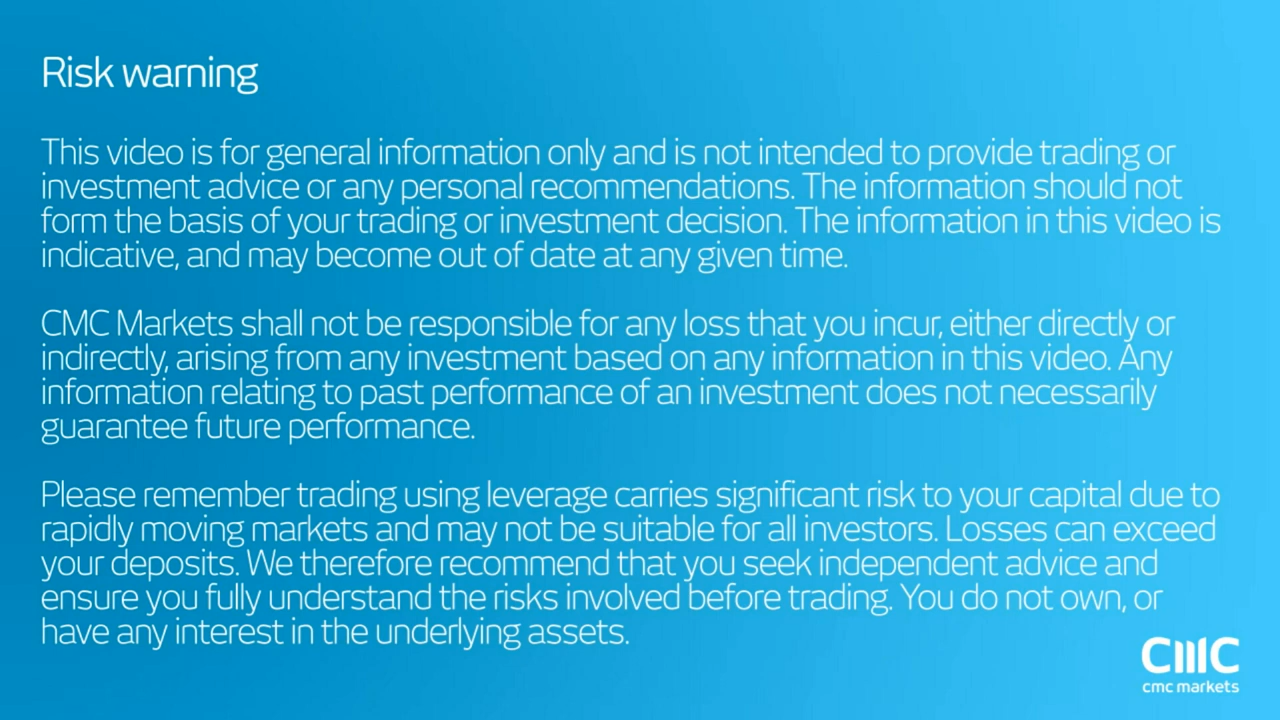 Risk warning
This video is for general information only and is not intended to provide trading or
investment advice or any personal recommendations. The information should not
form the basis of your trading or investment decision. The information in this video is
indicative, and may become out of date at any given time.
CMC Markets shall not be responsible for any loss that you incur, either directly or
indirectly, arising from any investment based on any information in this video. Any
information relating to past performance of an investment does not necessarily
guarantee future performance.
Please remember trading using leverage carries significant risk to your capital due to
rapidly moving markets and may not be suitable for all investors. Losses can exceed
your deposits. We therefore recommend that you seek independent advice and
ensure you fully understand the risks involved before trading. You do not own, or
have any interest in the underlying assets.
CMC
cmc markets